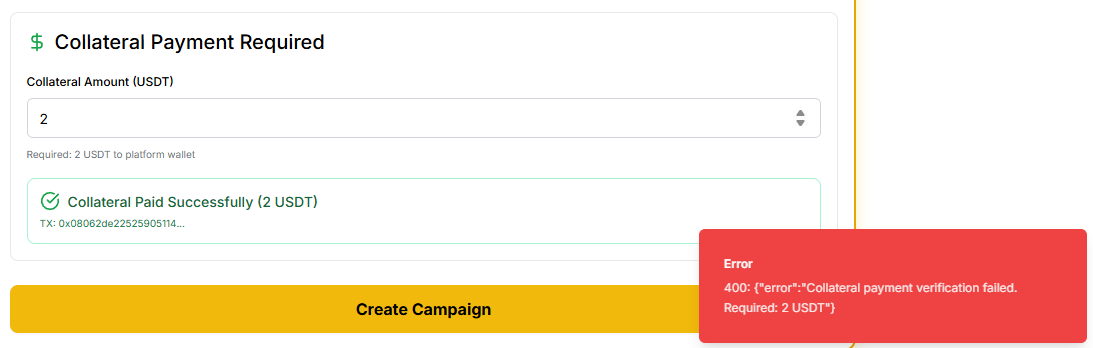 $ Collateral Payment Required
Collateral Amount (USDT)
2
Required: 2 USDT to platform wallet
Collateral Paid Successfully (2 USDT)
TX: 0x08062de22525905114...
Error
400: {"error":"Collateral payment verification failed.
Required: 2 USDT"}
Create Campaign